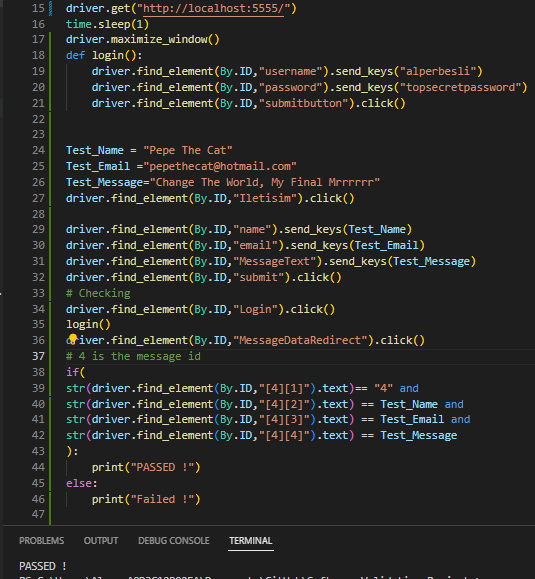 15 driver.get("http://localhost:5555/")
16 time.sleep(1)
17 driver.maximize_window()
18 def login():
19 driver.find_element(By.ID,"username").send_keys("alperbesli")
20 driver.find_element(By.ID,"password").send_keys("topsecretpassword")
21 driver.find_element(By.ID,"submitbutton").click()
22
23
24 Test_Name = "Pepe The Cat"
25 Test_Email ="pepethecat@hotmail.com"
26 Test_Message="Change The World, My Final Mrrrrrr"
27 driver.find_element(By.ID,"Iletisim").click()
28
29 driver.find_element(By.ID,"name").send_keys(Test_Name)
30 driver.find_element(By.ID,"email").send_keys(Test_Email)
31 driver.find_element(By.ID,"MessageText").send_keys(Test_Message)
32 driver.find_element(By.ID,"submit").click()
33 # Checking
34 driver.find_element(By.ID,"Login").click()
35 login()
36 driver.find_element(By.ID,"MessageDataRedirect").click()
37 # 4 is the message id
38 if(
39 str(driver.find_element(By.ID,"[4][1]").text)== "4" and
40 str(driver.find_element(By.ID,"[4][2]").text) == Test_Name and
41 str(driver.find_element(By.ID,"[4][3]").text) == Test_Email and
42 str(driver.find_element(By.ID,"[4][4]").text) == Test_Message
43 ):
44 print("PASSED !")
45 else:
46 print("Failed !")
47
PROBLEMS OUTPUT DEBUG CONSOLE TERMINAL
PASSED !